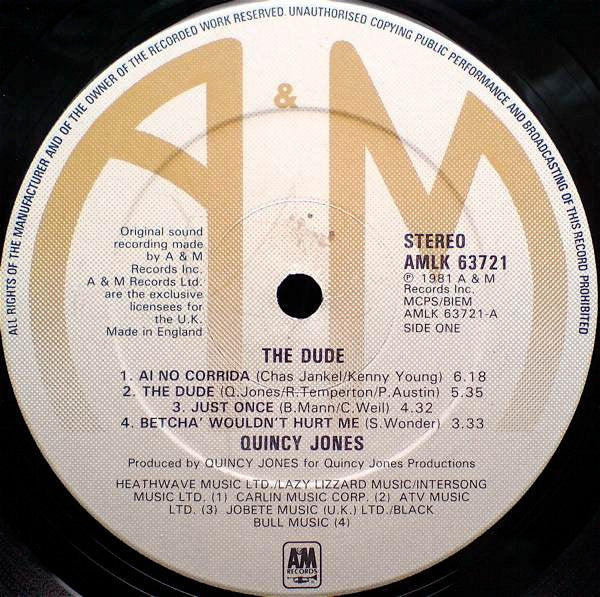 ALL RIGHTS OF THE MANUFACTURER AND OF THE OWNER OF THE RECORDED WORK RESERVED. UNAUTHORISED COPYING PUBLIC PERFORMANCE AND BROADCASTING OF THIS RECORD PROHIBITED
A & M
Original sound
recording made
by A & M
Records Inc.
A & M Records Ltd.
are the exclusive
licensees for
the U.K.
Made in England
STEREO
AMLK 63721
℗ 1981 A & M
Records Inc.
MCPS/BIEM
AMLK 63721-A
SIDE ONE
THE DUDE
1. AI NO CORRIDA (Chas Jankel/Kenny Young) 6.18
2. THE DUDE (Q.Jones/R.Temperton/P.Austin) 5.35
3. JUST ONCE (B.Mann/C.Weil) 4.32
4. BETCHA' WOULDN'T HURT ME (S.Wonder) 3.33
QUINCY JONES
Produced by QUINCY JONES for Quincy Jones Productions
HEATHWAVE MUSIC LTD./LAZY LIZZARD MUSIC/INTERSONG
MUSIC LTD. (1) CARLIN MUSIC CORP. (2) ATV MUSIC
LTD. (3) JOBETE MUSIC (U.K.) LTD./BLACK
BULL MUSIC (4)
A&M
RECORDS